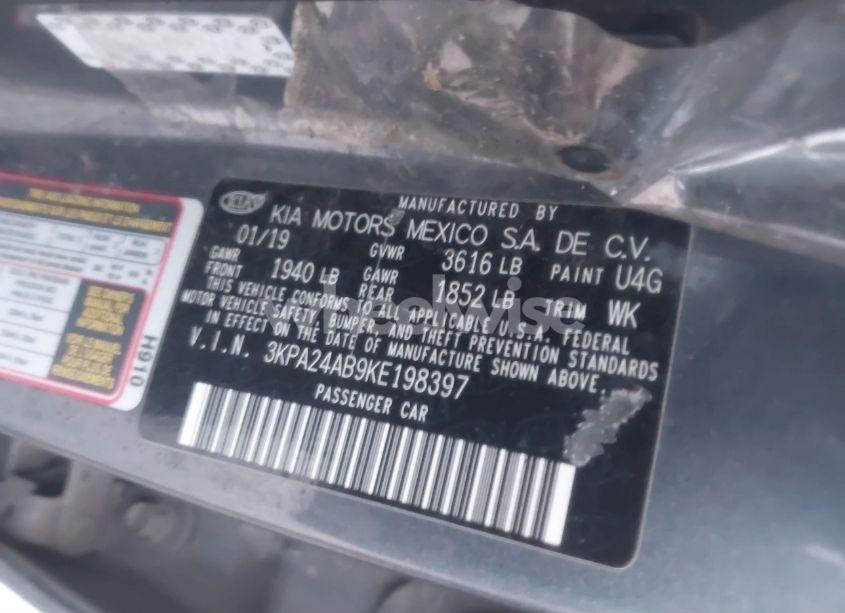 MANUFACTURED BY
KIA KIA MOTORS MEXICO S.A. DE C.V.
01/19 GVWR 3616 LB PAINT U4G
GAWR FRONT 1940 LB GAWR REAR 1852 LB TRIM WK
THIS VEHICLE CONFORMS TO ALL APPLICABLE U.S.A. FEDERAL
MOTOR VEHICLE SAFETY, BUMPER, AND THEFT PREVENTION STANDARDS
IN EFFECT ON THE DATE OF MANUFACTURE SHOWN ABOVE.
V.I.N. 3KPA24AB9KE198397
PASSENGER CAR
H910
wheelwise